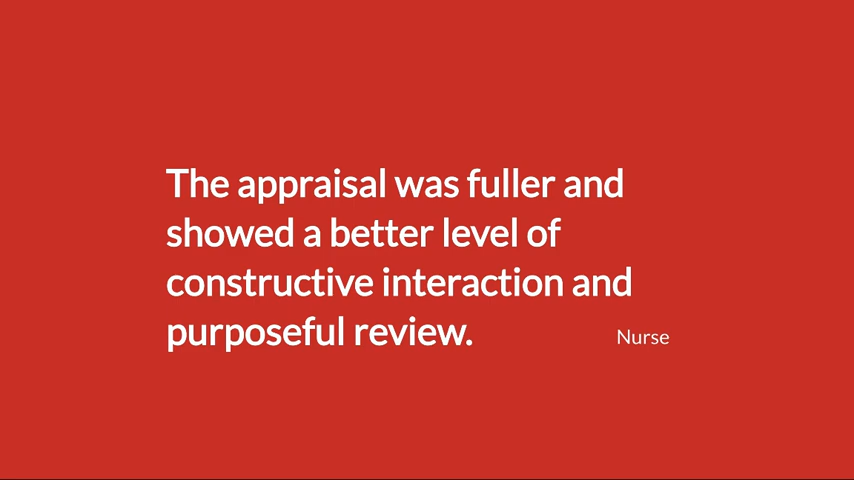 The appraisal was fuller and
showed a better level of
constructive interaction and
purposeful review.
Nurse